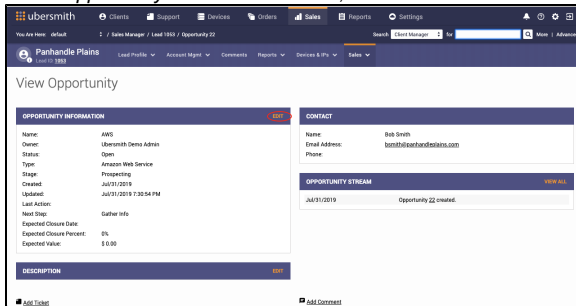 ubersmith Clients Support Devices Orders Sales Reports Settings
You Are Here: default / Sales Manager / Lead 1053 / Opportunity 22 Search Client Manager for More | Advance
Panhandle Plains Lead Profile Account Mgmt Comments Reports Devices & IPs Sales
Lead ID: 1053
View Opportunity
OPPORTUNITY INFORMATION EDIT
Name: AWS
Owner: Ubersmith Demo Admin
Status: Open
Type: Amazon Web Service
Stage: Prospecting
Created: Jul/31/2019
Updated: Jul/31/2019 7:30:54 PM
Last Action:
Next Step: Gather Info
Expected Closure Date:
Expected Closure Percent: 0%
Expected Value: $ 0.00
DESCRIPTION EDIT
Add Ticket
CONTACT
Name: Bob Smith
Email Address: bsmith@panhandleplains.com
Phone:
OPPORTUNITY STREAM VIEW ALL
Jul/31/2019 Opportunity 22 created.
Add Comment